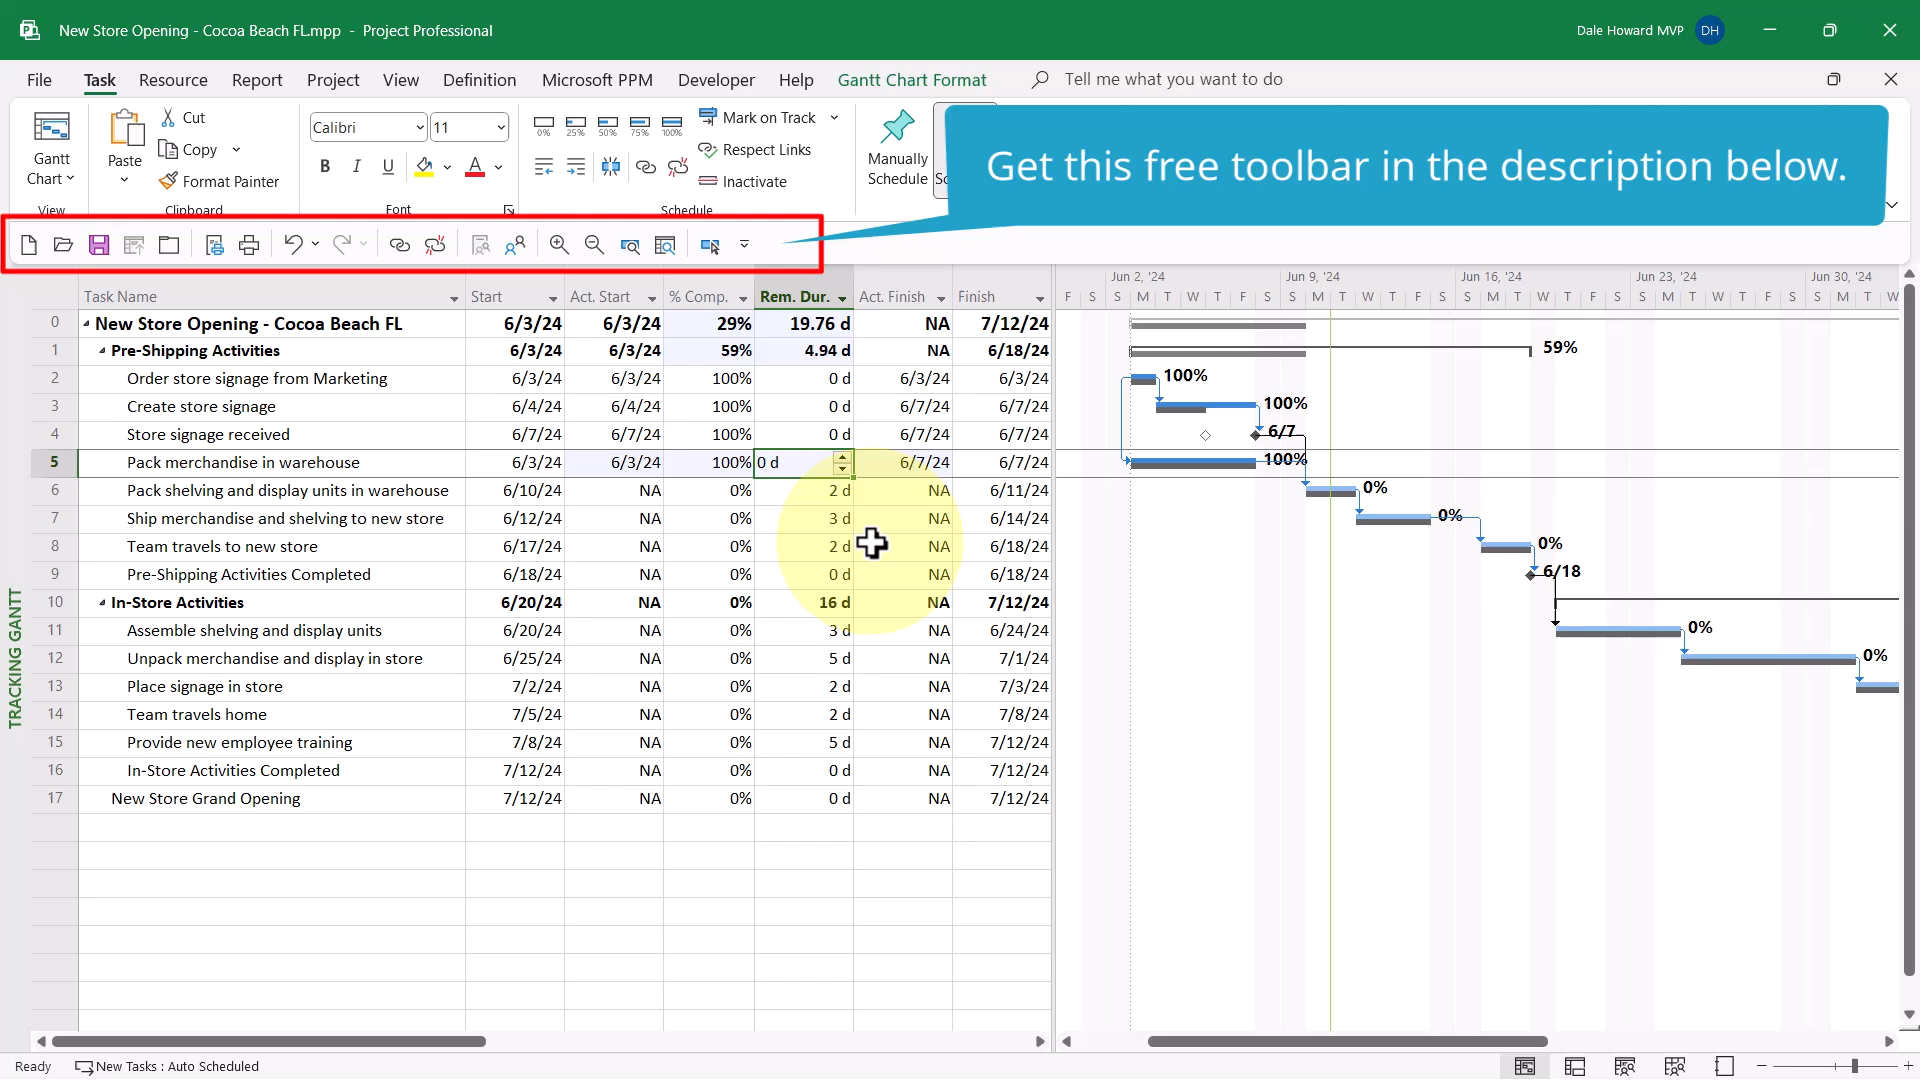 New Store Opening - Cocoa Beach FL.mpp - Project Professional
Dale Howard MVP DH
File Task Resource Report Project View Definition Microsoft PPM Developer Help Gantt Chart Format Tell me what you want to do
Gantt Chart
View
Paste
Cut
Copy
Format Painter
Clipboard
Calibri 11
B I U A
Font
0% 25% 50% 75% 100%
Mark on Track
Respect Links
Inactivate
Schedule
Manually Schedule
Get this free toolbar in the description below.
Task Name Start Act. Start % Comp. Rem. Dur. Act. Finish Finish
0 New Store Opening - Cocoa Beach FL 6/3/24 6/3/24 29% 19.76 d NA 7/12/24
1 Pre-Shipping Activities 6/3/24 6/3/24 59% 4.94 d NA 6/18/24
2 Order store signage from Marketing 6/3/24 6/3/24 100% 0 d 6/3/24 6/3/24
3 Create store signage 6/4/24 6/4/24 100% 0 d 6/7/24 6/7/24
4 Store signage received 6/7/24 6/7/24 100% 0 d 6/7/24 6/7/24
5 Pack merchandise in warehouse 6/3/24 6/3/24 100% 0 d 6/7/24 6/7/24
6 Pack shelving and display units in warehouse 6/10/24 NA 0% 2 d NA 6/11/24
7 Ship merchandise and shelving to new store 6/12/24 NA 0% 3 d NA 6/14/24
8 Team travels to new store 6/17/24 NA 0% 2 d NA 6/18/24
9 Pre-Shipping Activities Completed 6/18/24 NA 0% 0 d NA 6/18/24
10 In-Store Activities 6/20/24 NA 0% 16 d NA 7/12/24
11 Assemble shelving and display units 6/20/24 NA 0% 3 d NA 6/24/24
12 Unpack merchandise and display in store 6/25/24 NA 0% 5 d NA 7/1/24
13 Place signage in store 7/2/24 NA 0% 2 d NA 7/3/24
14 Team travels home 7/5/24 NA 0% 2 d NA 7/8/24
15 Provide new employee training 7/8/24 NA 0% 5 d NA 7/12/24
16 In-Store Activities Completed 7/12/24 NA 0% 0 d NA 7/12/24
17 New Store Grand Opening 7/12/24 NA 0% 0 d NA 7/12/24
TRACKING GANTT
Jun 2, '24 Jun 9, '24 Jun 16, '24 Jun 23, '24 Jun 30, '24
F S S M T W T F S S M T W T F S S M T W T F S S M T W T F S S M T W
59%
100%
100%
6/7
100%
0%
0%
0%
6/18
0%
0%
Ready New Tasks : Auto Scheduled